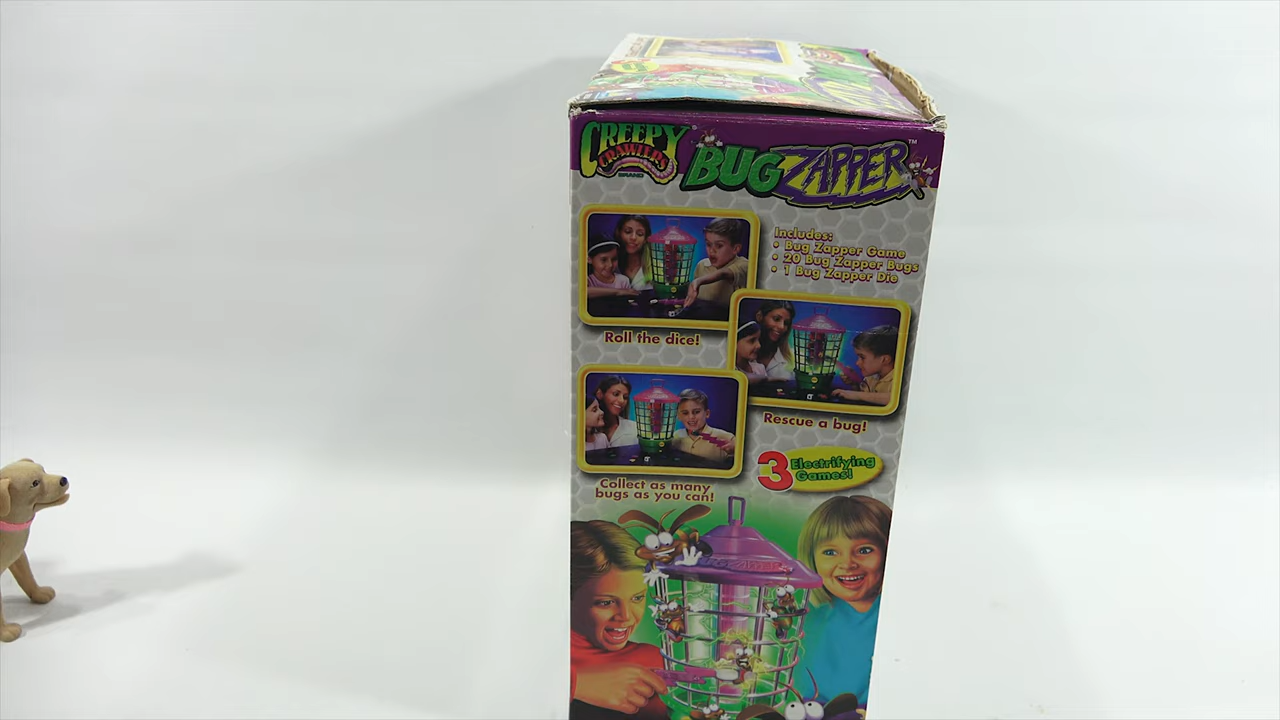 CREEPY
CRAWLERS
BRAND
BUG ZAPPER™
Includes:
• Bug Zapper Game
• 20 Bug Zapper Bugs
• 1 Bug Zapper Die
Roll the dice!
Rescue a bug!
Collect as many
bugs as you can!
3 Electrifying
Games!